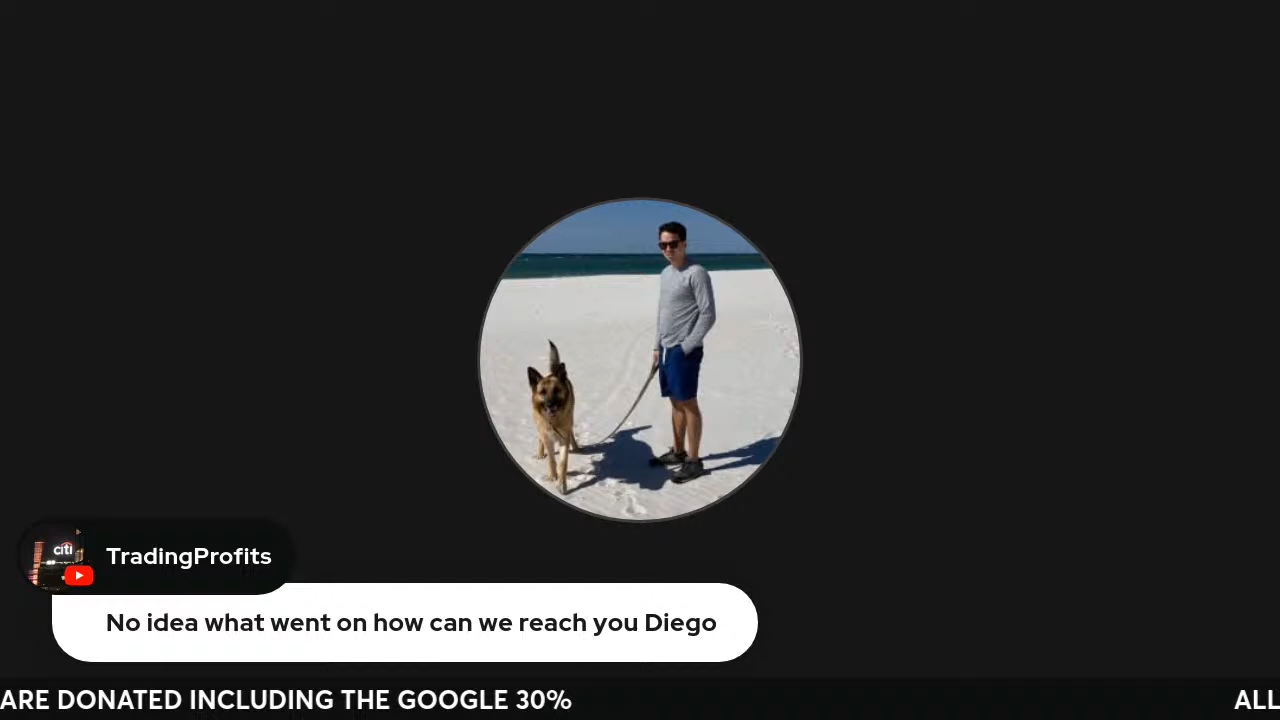 citi
TradingProfits
No idea what went on how can we reach you Diego
ARE DONATED INCLUDING THE GOOGLE 30%
ALL